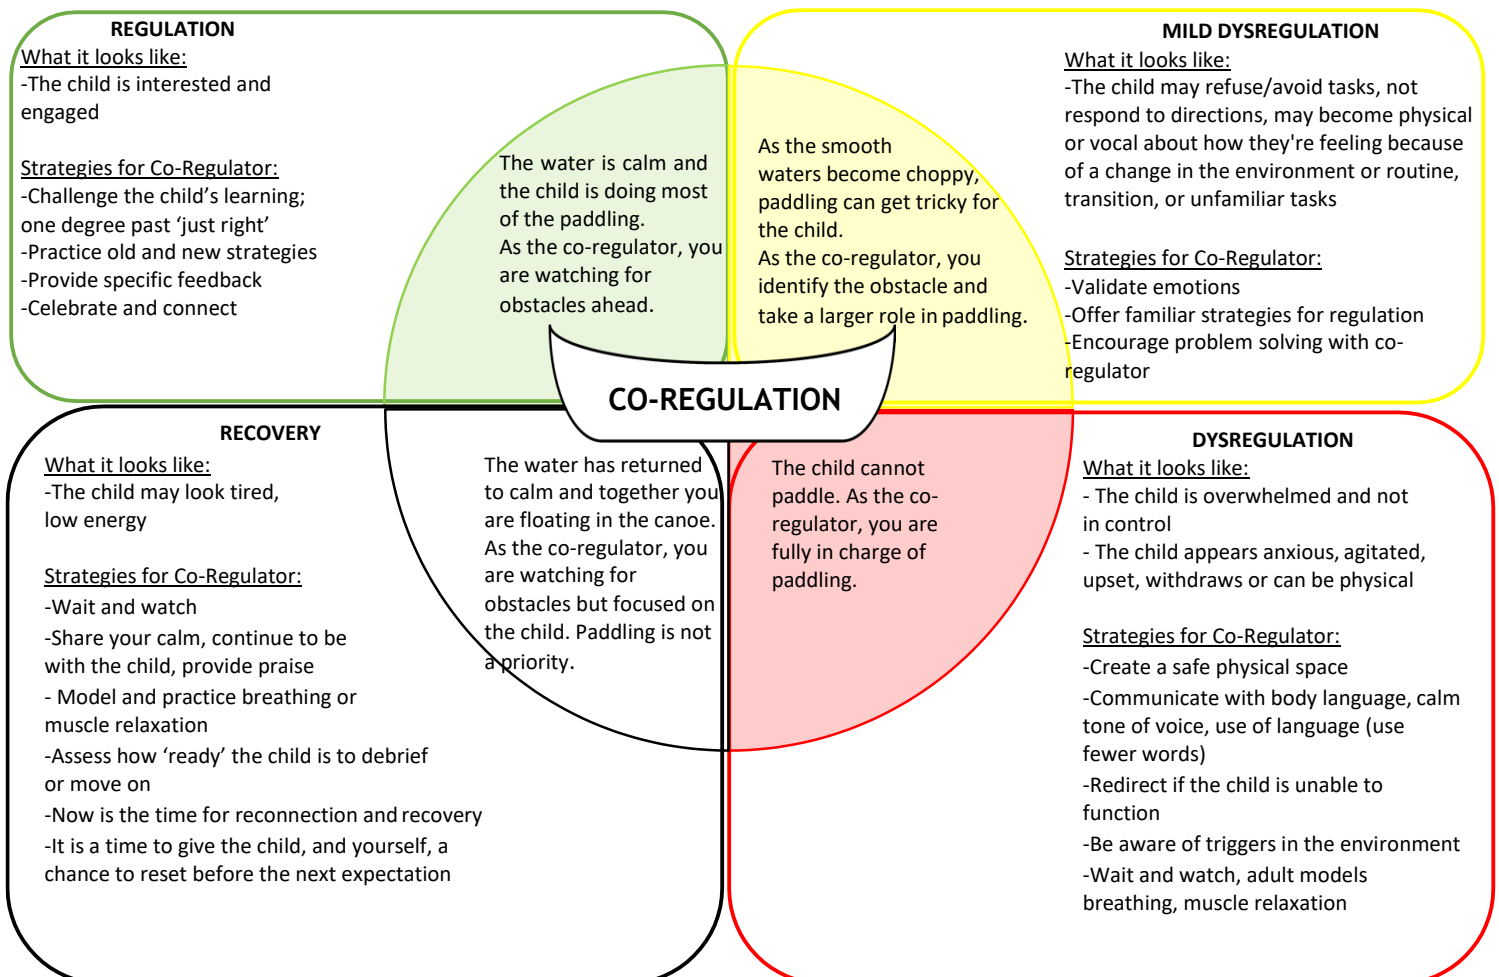 REGULATION
What it looks like:
-The child is interested and
engaged
Strategies for Co-Regulator:
-Challenge the child’s learning;
one degree past ‘just right’
-Practice old and new strategies
-Provide specific feedback
-Celebrate and connect
The water is calm and
the child is doing most
of the paddling.
As the co-regulator, you
are watching for
obstacles ahead.
As the smooth
waters become choppy,
paddling can get tricky for
the child.
As the co-regulator, you
identify the obstacle and
take a larger role in paddling.
MILD DYSREGULATION
What it looks like:
-The child may refuse/avoid tasks, not
respond to directions, may become physical
or vocal about how they're feeling because
of a change in the environment or routine,
transition, or unfamiliar tasks
Strategies for Co-Regulator:
-Validate emotions
-Offer familiar strategies for regulation
-Encourage problem solving with co-
regulator
CO-REGULATION
RECOVERY
What it looks like:
-The child may look tired,
low energy
Strategies for Co-Regulator:
-Wait and watch
-Share your calm, continue to be
with the child, provide praise
- Model and practice breathing or
muscle relaxation
-Assess how ‘ready’ the child is to debrief
or move on
-Now is the time for reconnection and recovery
-It is a time to give the child, and yourself, a
chance to reset before the next expectation
The water has returned
to calm and together you
are floating in the canoe.
As the co-regulator, you
are watching for
obstacles but focused on
the child. Paddling is not
a priority.
The child cannot
paddle. As the co-
regulator, you are
fully in charge of
paddling.
DYSREGULATION
What it looks like:
- The child is overwhelmed and not
in control
- The child appears anxious, agitated,
upset, withdraws or can be physical
Strategies for Co-Regulator:
-Create a safe physical space
-Communicate with body language, calm
tone of voice, use of language (use
fewer words)
-Redirect if the child is unable to
function
-Be aware of triggers in the environment
-Wait and watch, adult models
breathing, muscle relaxation